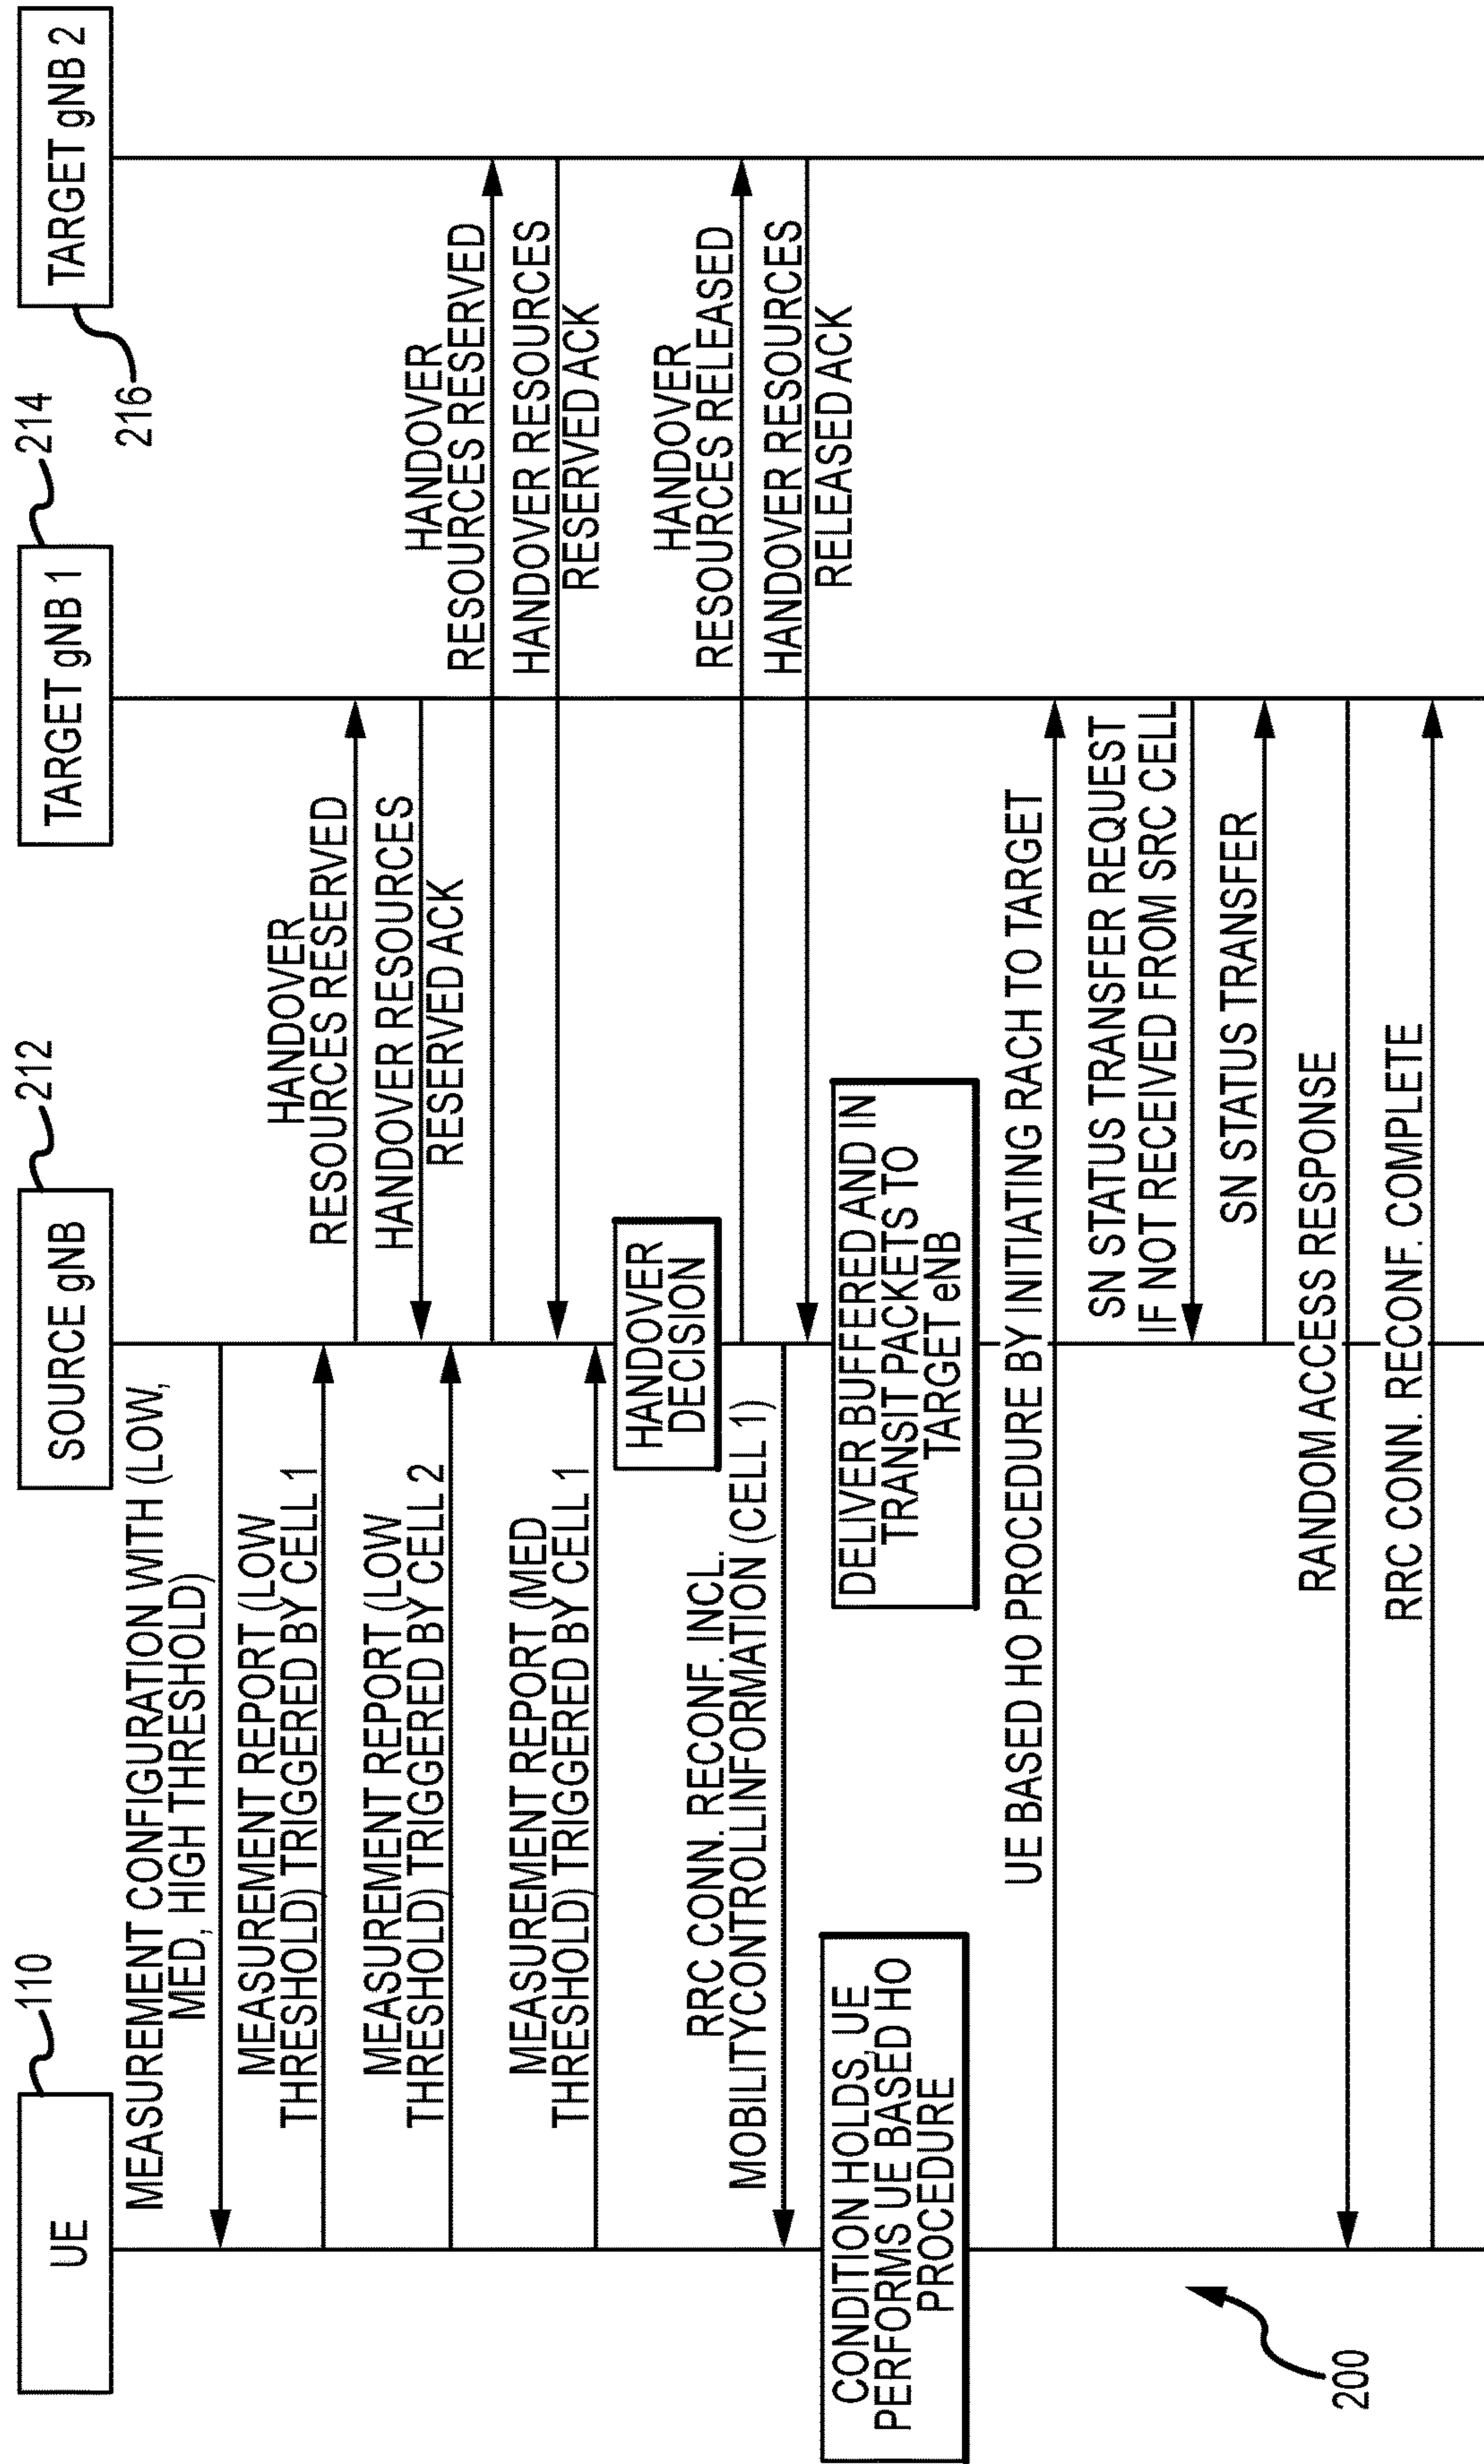 UE
110
SOURCE gNB
212
TARGET gNB 1
214
TARGET gNB 2
216
MEASUREMENT CONFIGURATION WITH (LOW,
MED, HIGH THRESHOLD)
MEASUREMENT REPORT (LOW
THRESHOLD) TRIGGERED BY CELL 1
HANDOVER
RESOURCES RESERVED
HANDOVER RESOURCES
RESERVED ACK
MEASUREMENT REPORT (LOW
THRESHOLD) TRIGGERED BY CELL 2
HANDOVER
RESOURCES RESERVED
HANDOVER RESOURCES
RESERVED ACK
MEASUREMENT REPORT (MED
THRESHOLD) TRIGGERED BY CELL 1
HANDOVER
DECISION
HANDOVER
RESOURCES RELEASED
RRC CONN. RECONF. INCL.
MOBILITYCONTROLLINFORMATION (CELL 1)
HANDOVER RESOURCES
RELEASED ACK
CONDITION HOLDS, UE
PERFORMS UE BASED HO
PROCEDURE
DELIVER BUFFERED AND IN
TRANSIT PACKETS TO
TARGET eNB
UE BASED HO PROCEDURE BY INITIATING RACH TO TARGET
SN STATUS TRANSFER REQUEST
IF NOT RECEIVED FROM SRC CELL
SN STATUS TRANSFER
RANDOM ACCESS RESPONSE
RRC CONN. RECONF. COMPLETE
200